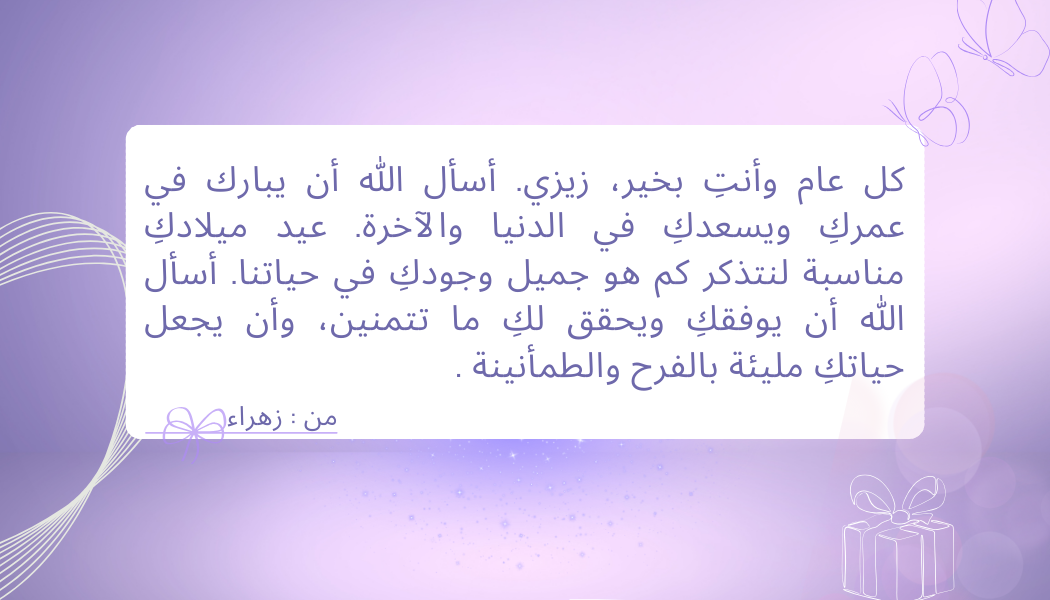 كل عام وأنتِ بخير، زيزي. أسأل الله أن يبارك في
عمركِ ويسعدكِ في الدنيا والآخرة. عيد ميلادكِ
مناسبة لنتذكر كم هو جميل وجودكِ في حياتنا. أسأل
الله أن يوفقكِ ويحقق لكِ ما تتمنين، وأن يجعل
حياتكِ مليئة بالفرح والطمأنينة .
من : زهراء